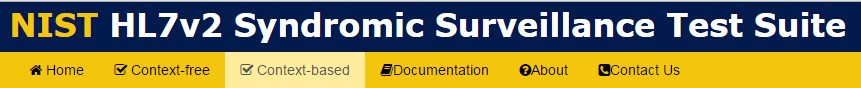 NIST HL7v2 Syndromic Surveillance Test Suite
Home Context-free Context-based Documentation About Contact Us